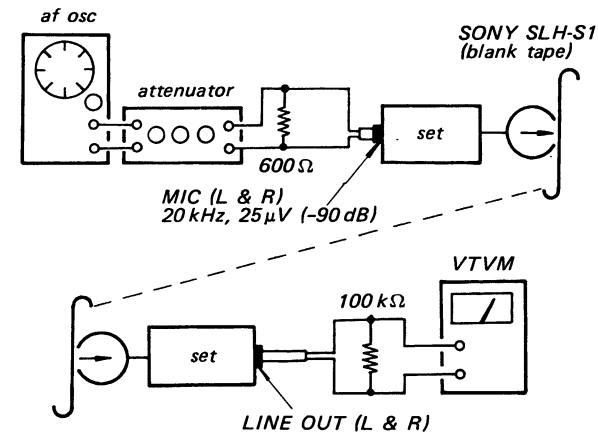 af osc
SONY SLH-S1
(blank tape)
attenuator
set
600Ω
MIC (L & R)
20 kHz, 25μV (-90 dB)
VTVM
100 kΩ
set
LINE OUT (L & R)